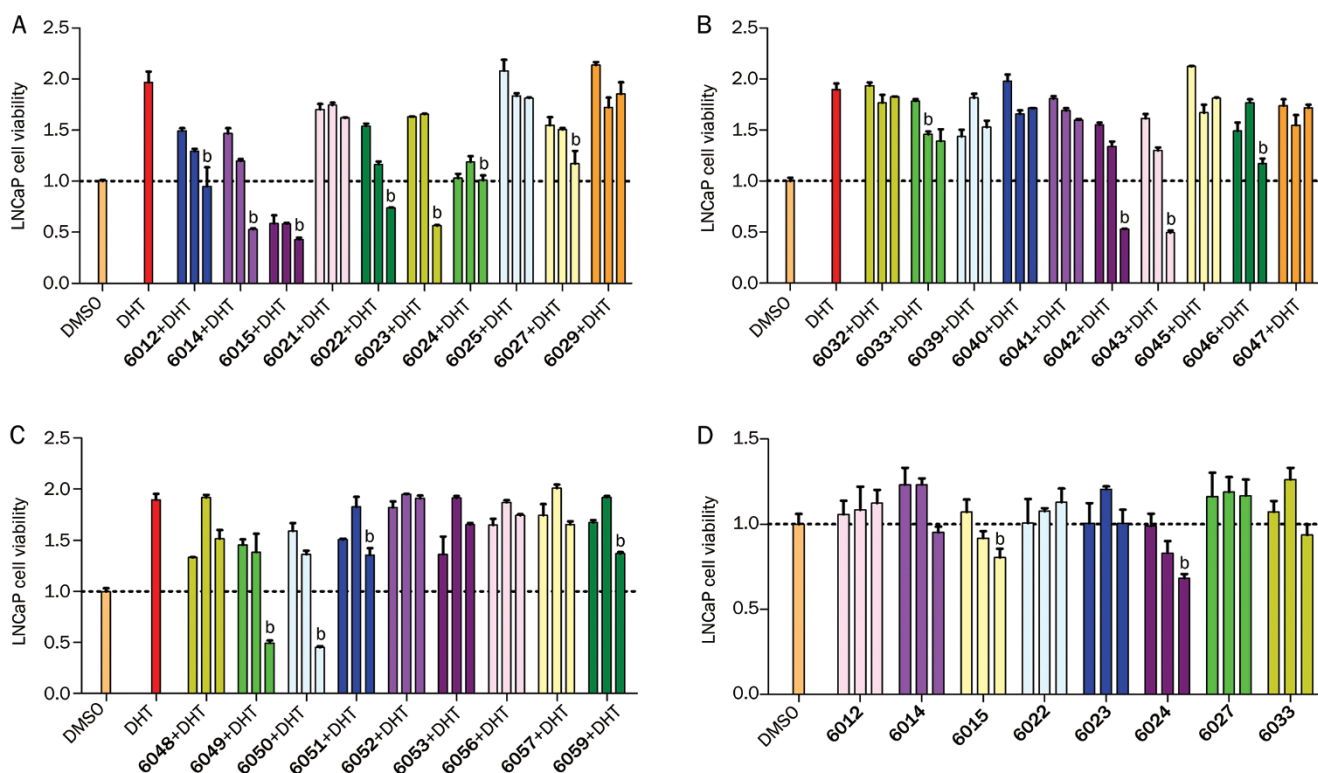 A
LNCaP cell viability
2.5
2.0
1.5
1.0
0.5
0.0
b
b
b
b
b
b
b
DMSO
DHT
6012+DHT
6014+DHT
6015+DHT
6021+DHT
6022+DHT
6023+DHT
6024+DHT
6025+DHT
6027+DHT
6029+DHT
B
LNCaP cell viability
2.5
2.0
1.5
1.0
0.5
0.0
b
b
b
b
DMSO
DHT
6032+DHT
6033+DHT
6039+DHT
6040+DHT
6041+DHT
6042+DHT
6043+DHT
6045+DHT
6046+DHT
6047+DHT
C
LNCaP cell viability
2.5
2.0
1.5
1.0
0.5
0.0
b
b
b
b
DMSO
DHT
6048+DHT
6049+DHT
6050+DHT
6051+DHT
6052+DHT
6053+DHT
6056+DHT
6057+DHT
6059+DHT
D
LNCaP cell viability
1.5
1.0
0.5
0.0
b
b
DMSO
6012
6014
6015
6022
6023
6024
6027
6033